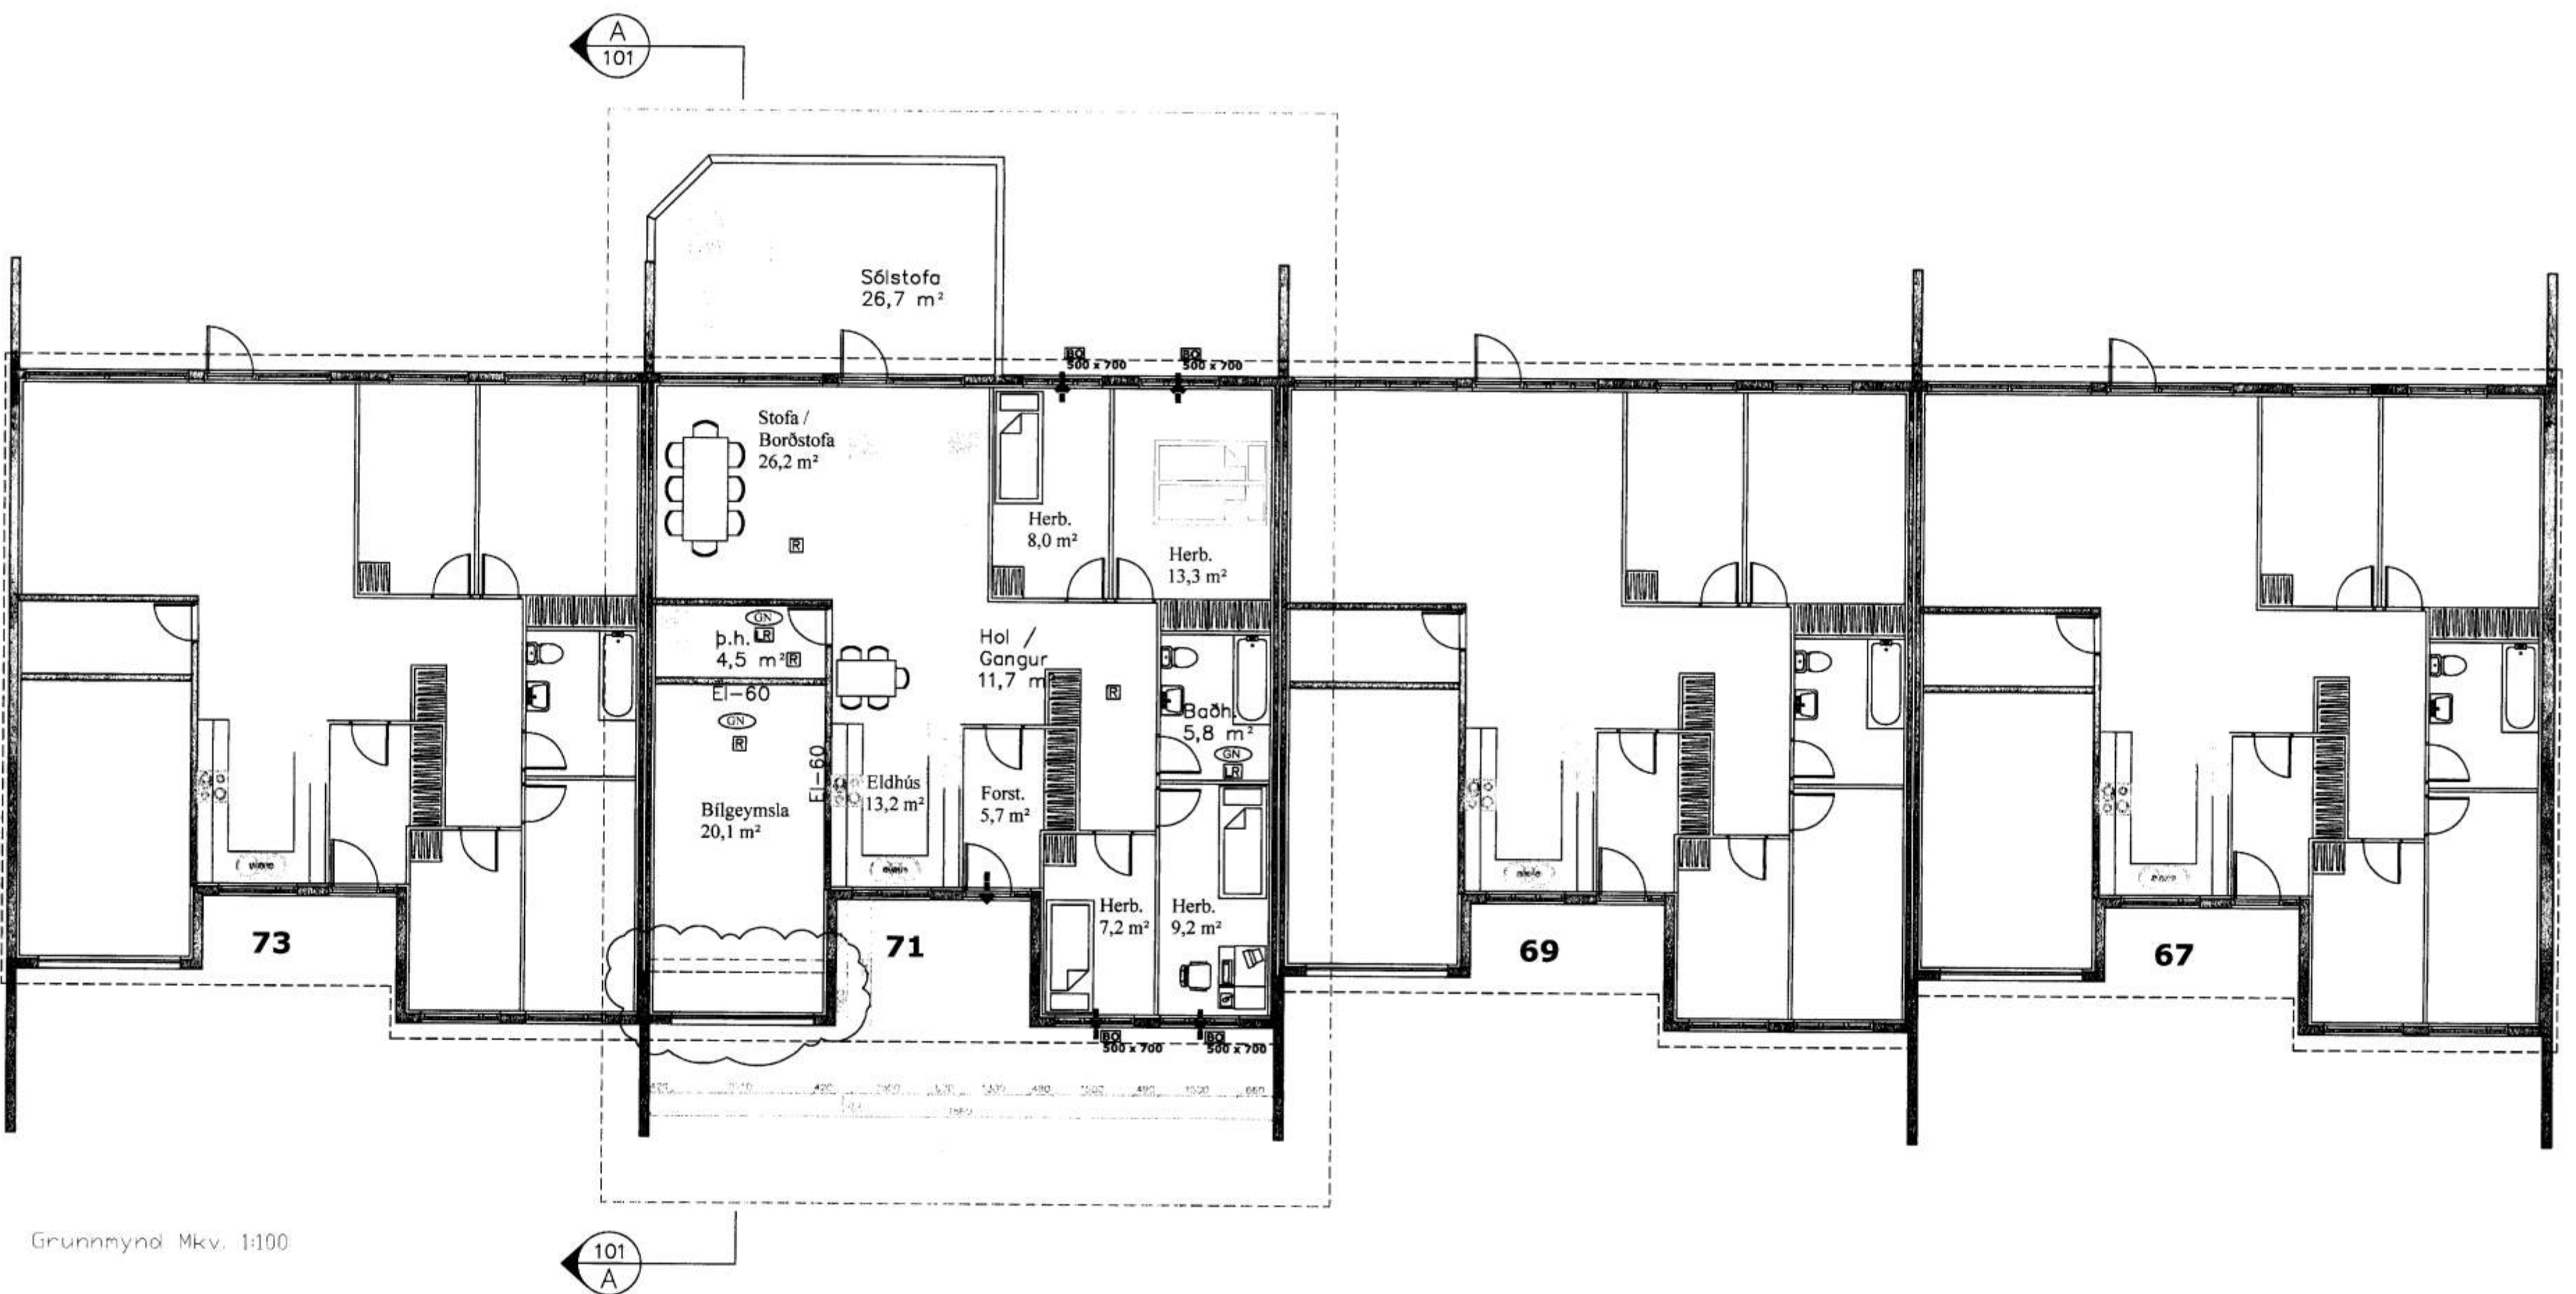 A
101
Sólstofa
26,7 m²
BO
500 x 700
BO
500 x 700
Stofa /
Borðstofa
26,2 m²
R
Herb.
8,0 m²
Herb.
13,3 m²
GN
þ.h. LR
4,5 m² R
EI-60
Hol /
Gangur
11,7 m
R
GN
R
EI-60
Baðh.
5,8 m²
GN
LR
Bílgeymsla
20,1 m²
Eldhús
13,2 m²
Forst.
5,7 m²
Herb.
7,2 m²
Herb.
9,2 m²
73
71
69
67
BO
500 x 700
BO
500 x 700
Grunnmynd Mkv. 1:100
101
A